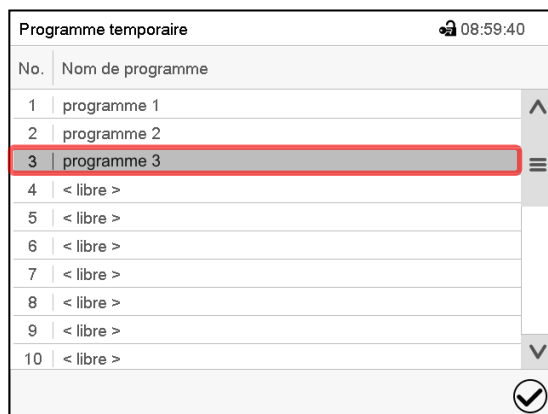 Programme temporaire 08:59:40
No. Nom de programme
1 programme 1
2 programme 2
3 programme 3
4 < libre >
5 < libre >
6 < libre >
7 < libre >
8 < libre >
9 < libre >
10 < libre >